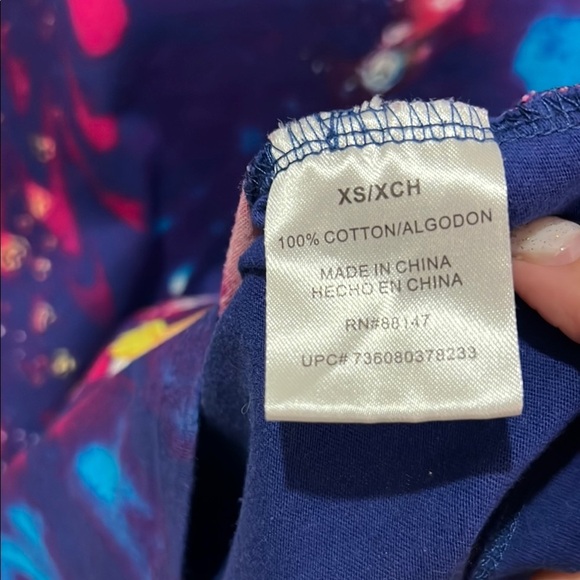 XS/XCH
100% COTTON/ALGODON
MADE IN CHINA
HECHO EN CHINA
RN#88147
UPC# 736080378233